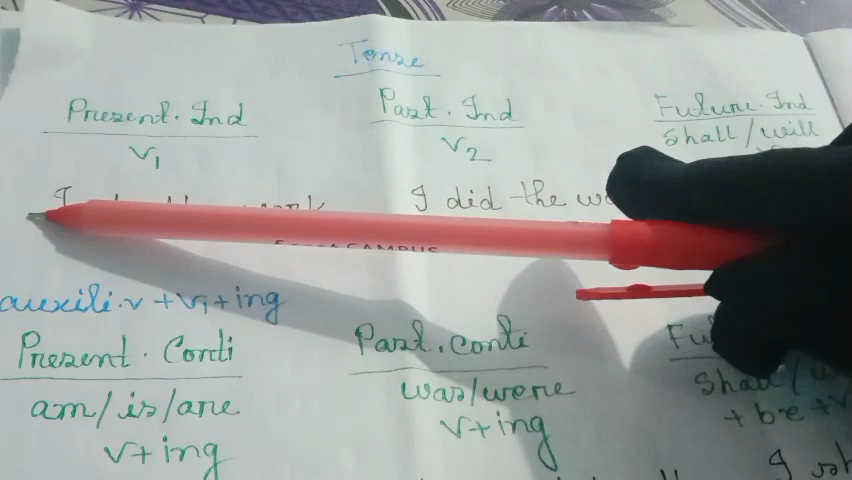 Tense
Present. Ind
Past. Ind
Future. Ind
V1
V2
Shall/will
I
I did the
CAMPUS
auxili.v + V1 + ing
Present. Conti
Past. conti
am/is/are
was/were
V+ing
V+ing
+ be + V
I